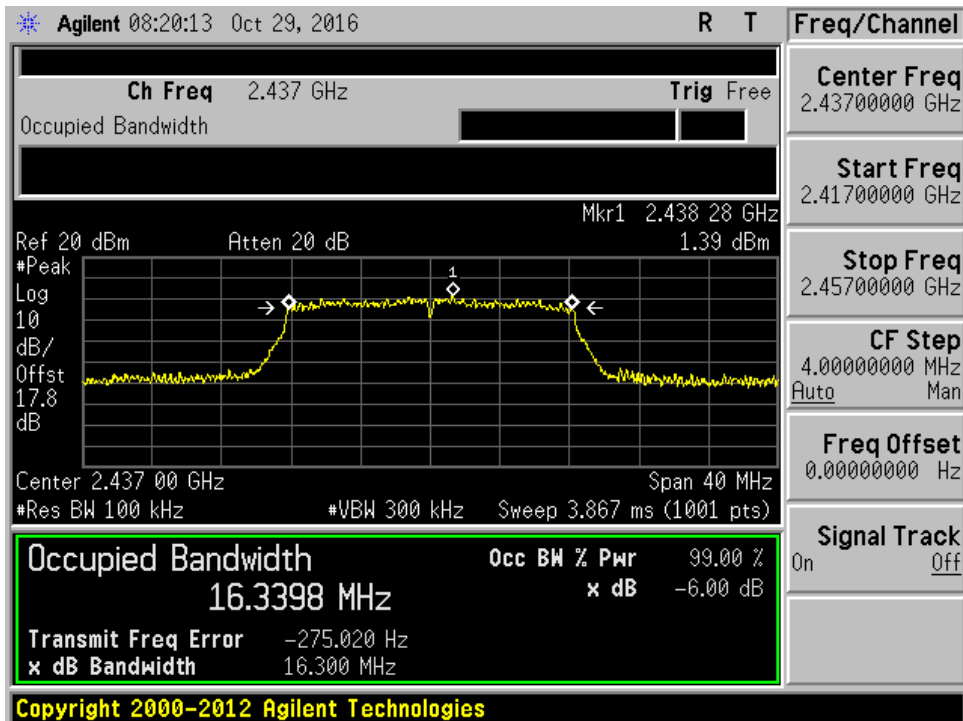 Agilent 08:20:13 Oct 29, 2016 R T
Ch Freq 2.437 GHz Trig Free
Occupied Bandwidth
Mkr1 2.438 28 GHz
Ref 20 dBm Atten 20 dB 1.39 dBm
#Peak
Log
10
dB/
Offst
17.8
dB
1
Center 2.437 00 GHz Span 40 MHz
#Res BW 100 kHz #VBW 300 kHz Sweep 3.867 ms (1001 pts)
Occupied Bandwidth
16.3398 MHz
Occ BW % Pwr 99.00 %
x dB -6.00 dB
Transmit Freq Error -275.020 Hz
x dB Bandwidth 16.300 MHz
Copyright 2000-2012 Agilent Technologies
Freq/Channel
Center Freq
2.43700000 GHz
Start Freq
2.41700000 GHz
Stop Freq
2.45700000 GHz
CF Step
4.00000000 MHz
Auto Man
Freq Offset
0.00000000 Hz
Signal Track
On Off